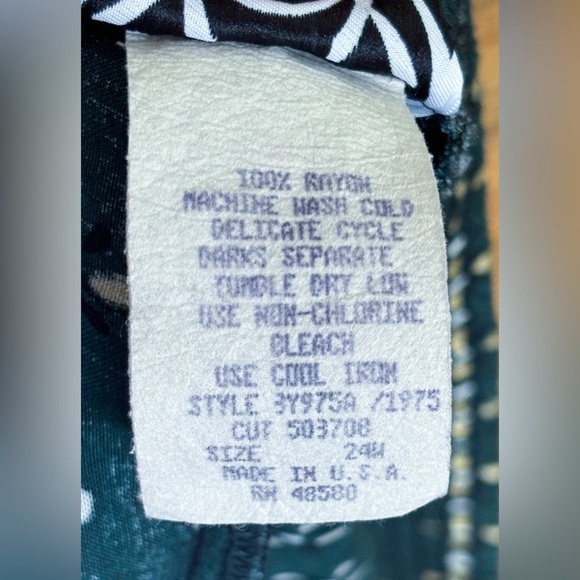 100% RAYON
MACHINE WASH COLD
DELICATE CYCLE
DARKS SEPARATE
TUMBLE DRY LOW
USE NON-CHLORINE
BLEACH
USE COOL IRON
STYLE 3Y975A /1975
CUT 503708
SIZE 24W
MADE IN U.S.A.
RN 48580